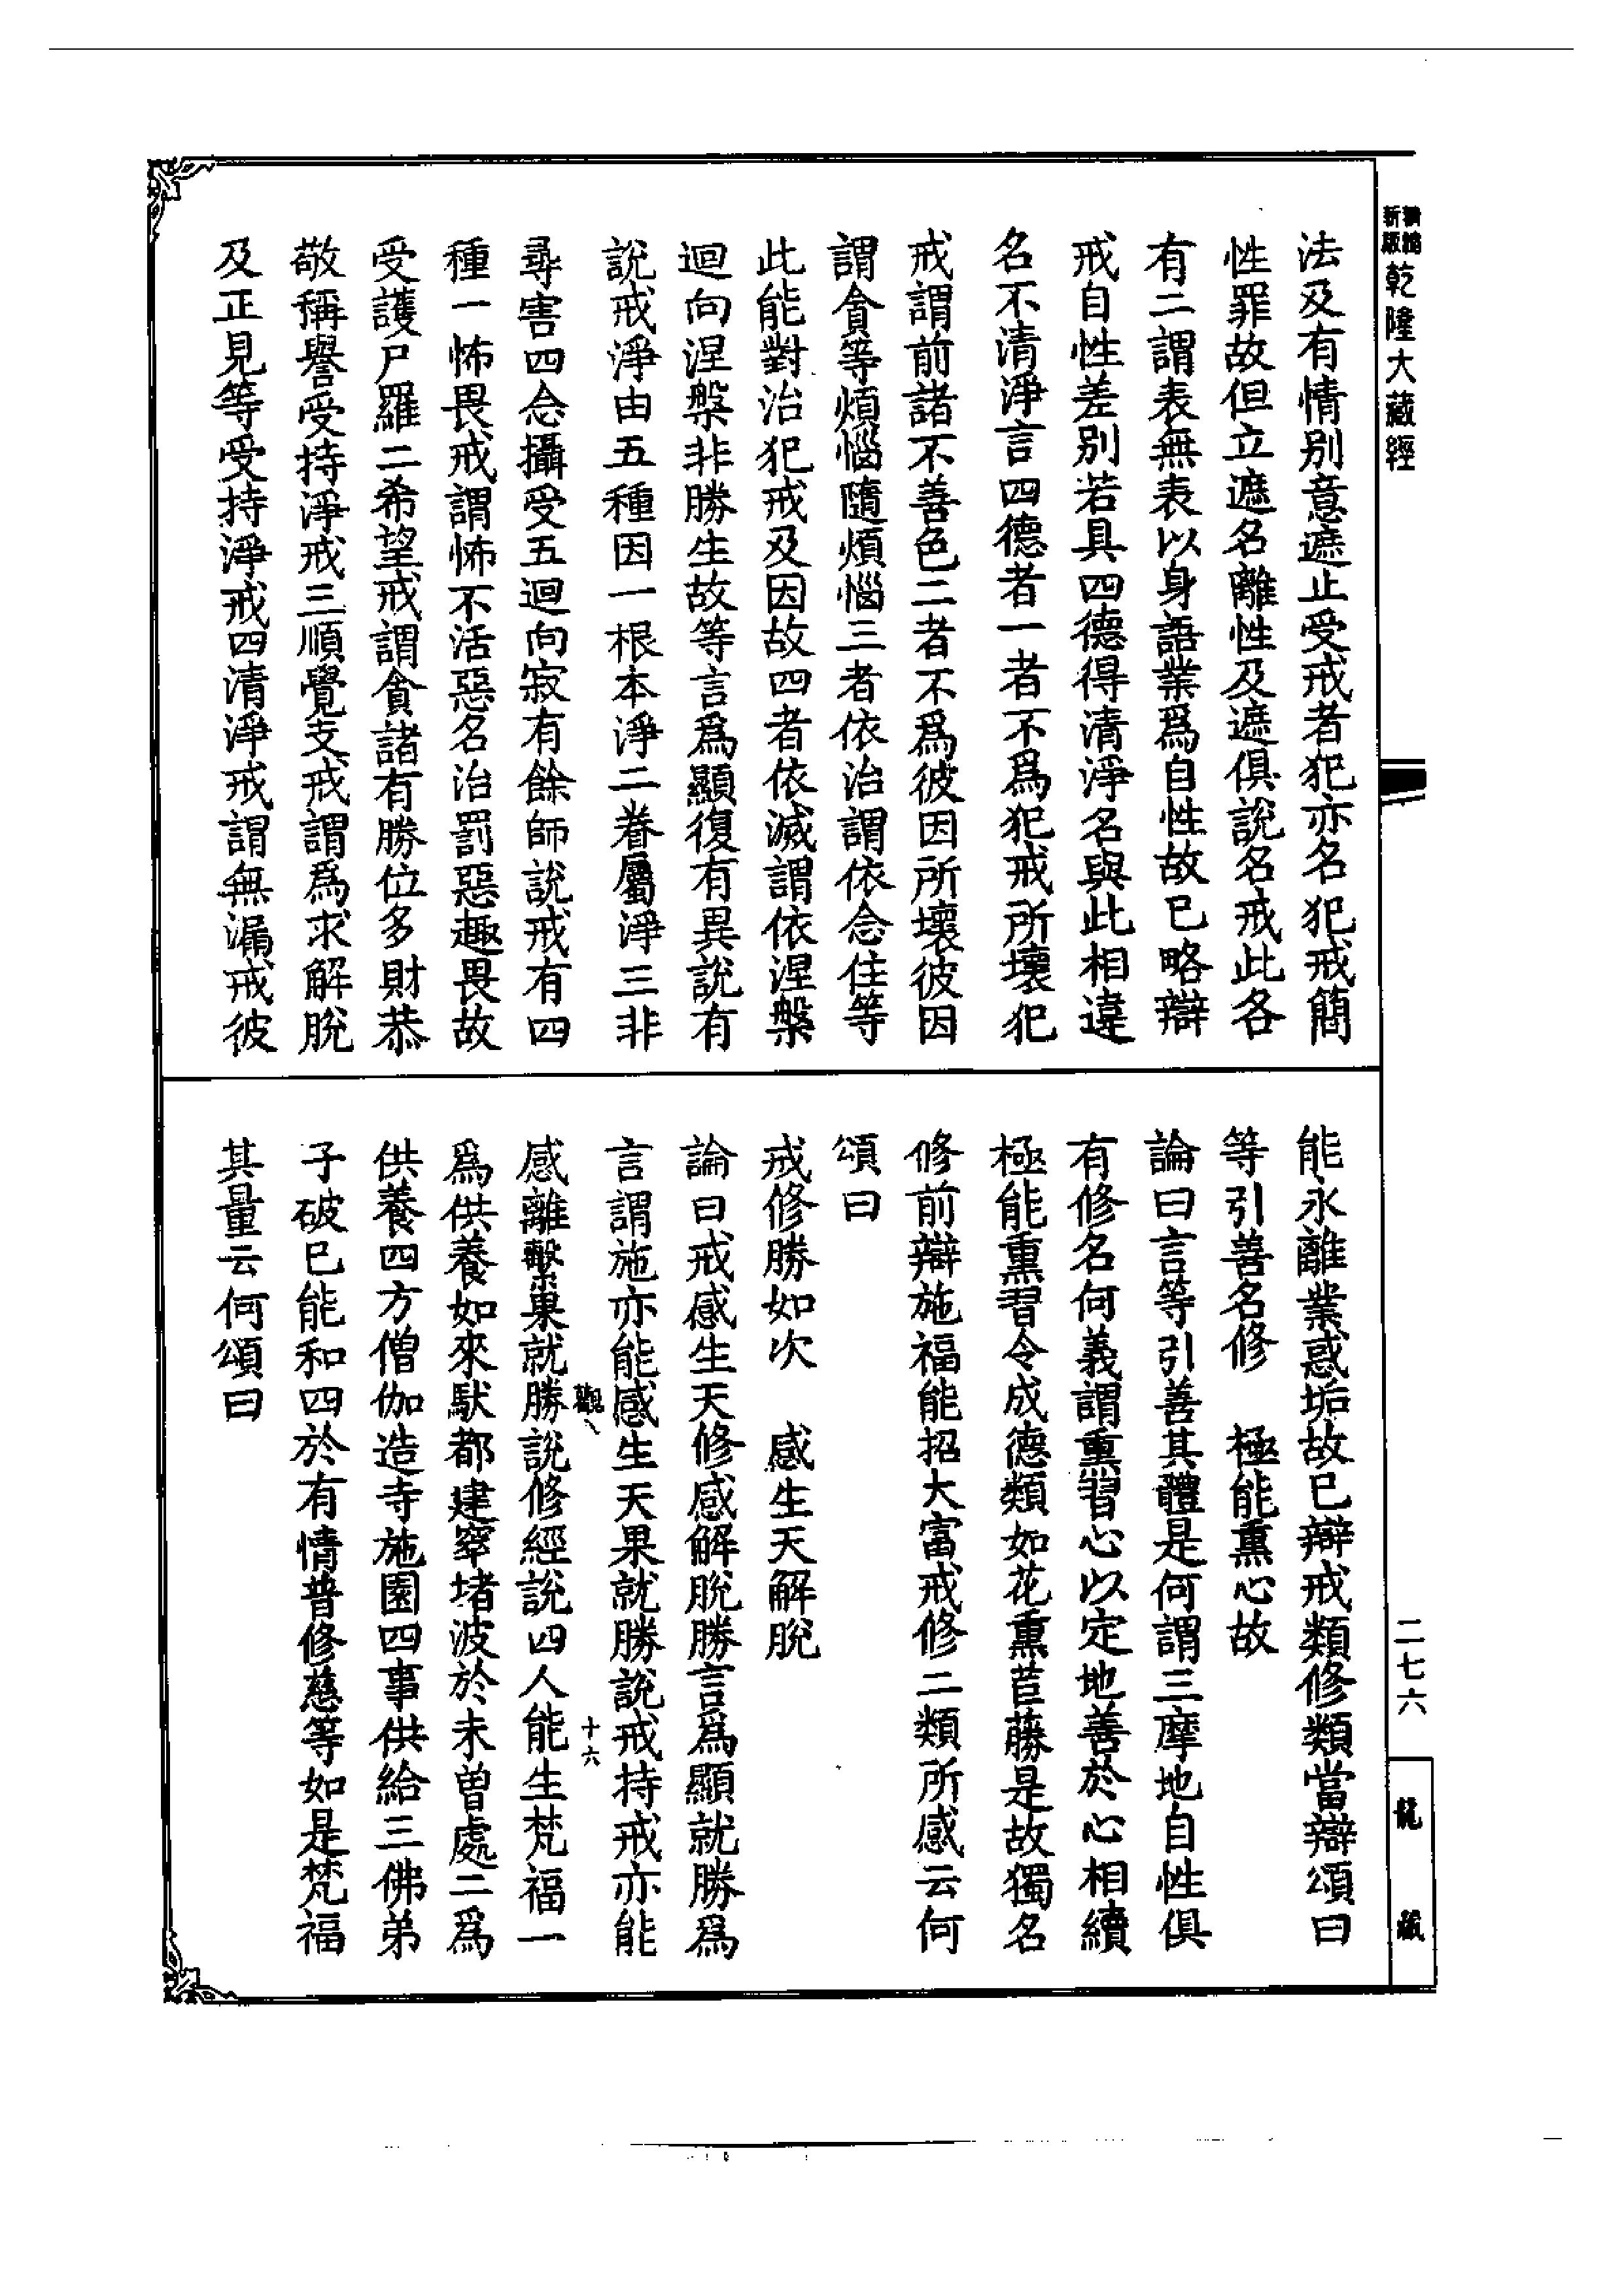 乾隆大藏經
法及有情别意遮止受戒者犯亦名犯戒簡
性罪故但立遮名離性及遮俱說名戒此各
有二謂表無表以身語業爲自性故已略辯
戒自性差别若具四德得清淨名與此相違
名不清淨言四德者一者不爲犯戒所壞犯
戒謂前諸不善色二者不爲彼因所壞彼因
謂貪等煩惱隨煩惱三者依治謂依念住等
此能對治犯戒及因故四者依滅謂依涅槃
迴向涅槃非勝生故等言爲顯復有異說有
說戒淨由五種因一根本淨二眷屬淨三非
尋害四念攝受五迴向寂有餘師說戒有四
種一怖畏戒謂怖不活惡名治罰惡趣畏故
受護尸羅二希望戒謂貪諸有勝位多財恭
敬稱譽受持淨戒三順覺支戒謂爲求解脫
及正見等受持淨戒四清淨戒謂無漏戒彼
能永離業惑垢故已辯戒類修類當辯頌曰
等引善名修　極能熏心故
論曰言等引善其體是何謂三摩地自性俱
有修名何義謂熏習心以定地善於心相續
極能熏習令成德類如花熏苣蕂是故獨名
修前辯施福能招大富戒修二類所感云何
頌曰
戒修勝如次　感生天解脫
論曰戒感生天修感解脫勝言爲顯就勝爲
言謂施亦能感生天果就勝說戒持戒亦能
觀
十六
感離繫果就勝說修經說四人能生梵福一
爲供養如來馱都建窣堵波於未曾處二爲
供養四方僧伽造寺施園四事供給三佛弟
子破已能和四於有情普修慈等如是梵福
其量云何頌曰
二七六
龍藏